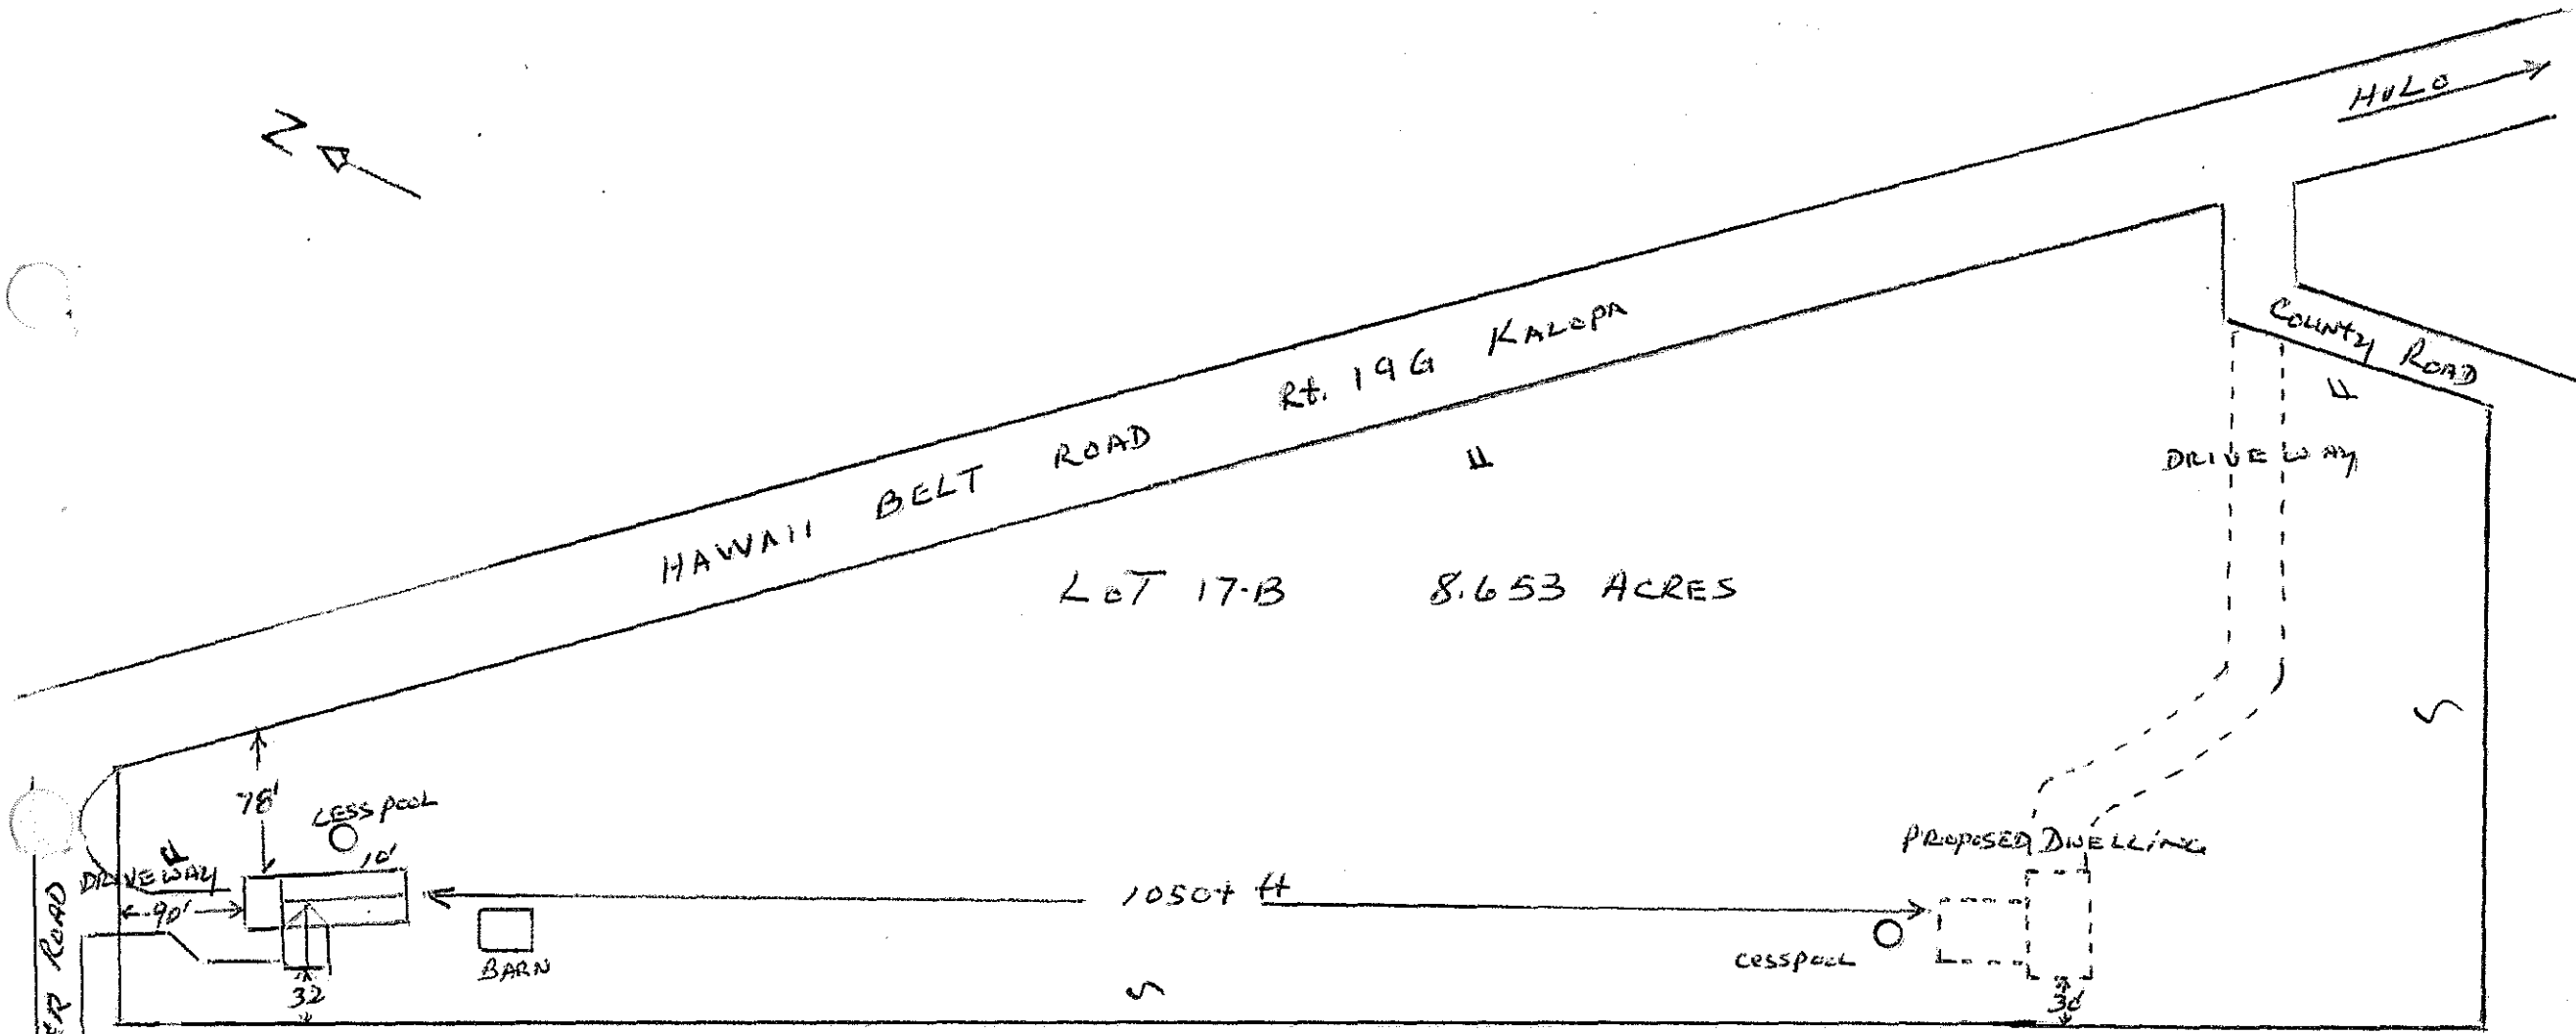 N
HULO
COUNTY ROAD
HAWAII BELT ROAD Rt. 19G KALOPA
DRIVEWAY
LOT 17-B 8.653 ACRES
78'
CESSPOOL
10'
DRIVEWAY
90'
PROPOSED DWELLING
1050+ ft
BARN
CESSPOOL
32
30'
ROAD